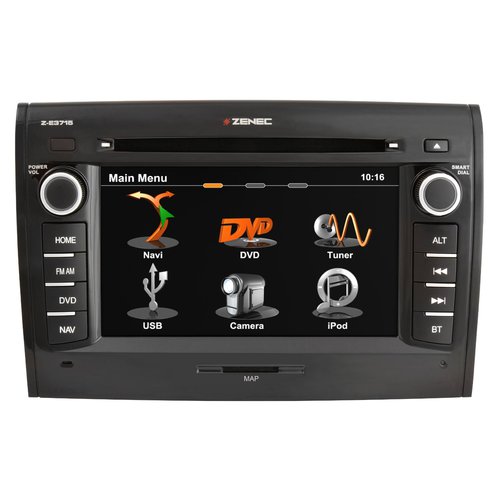 ZENEC
Z-E3715
POWER
VOL
SMART
DIAL
Main Menu
10:16
HOME
FM AM
DVD
NAV
ALT
BT
DVD
Navi
DVD
Tuner
USB
Camera
iPod
MAP